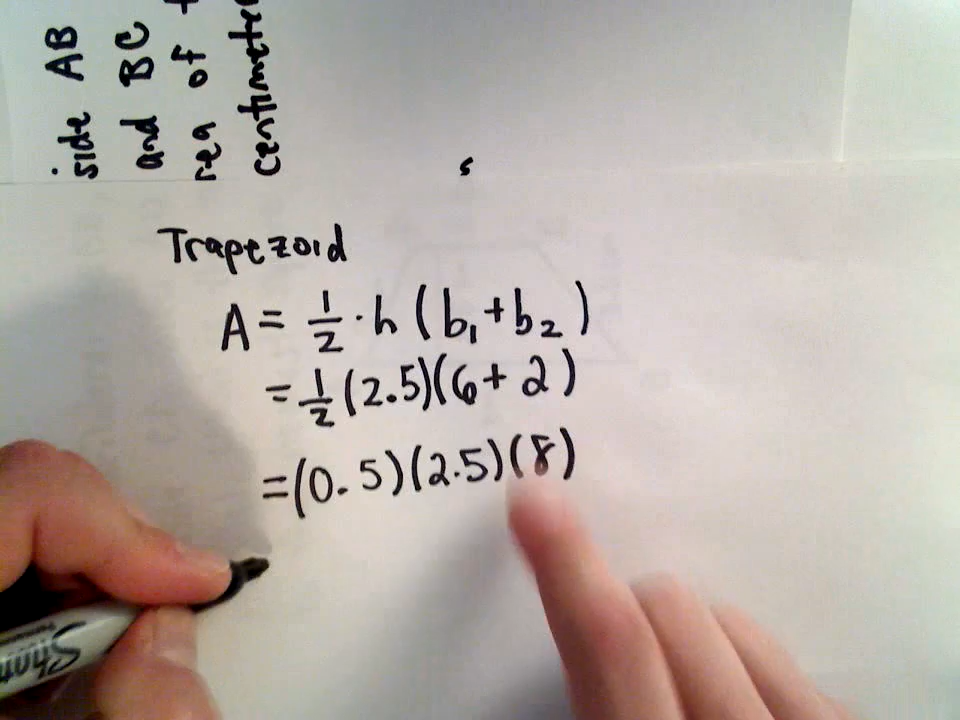 side AB
and BC
rea of
centimete
Trapezoid
A = 1/2 · h (b₁ + b₂)
= 1/2 (2.5)(6 + 2)
= (0.5)(2.5)(8)